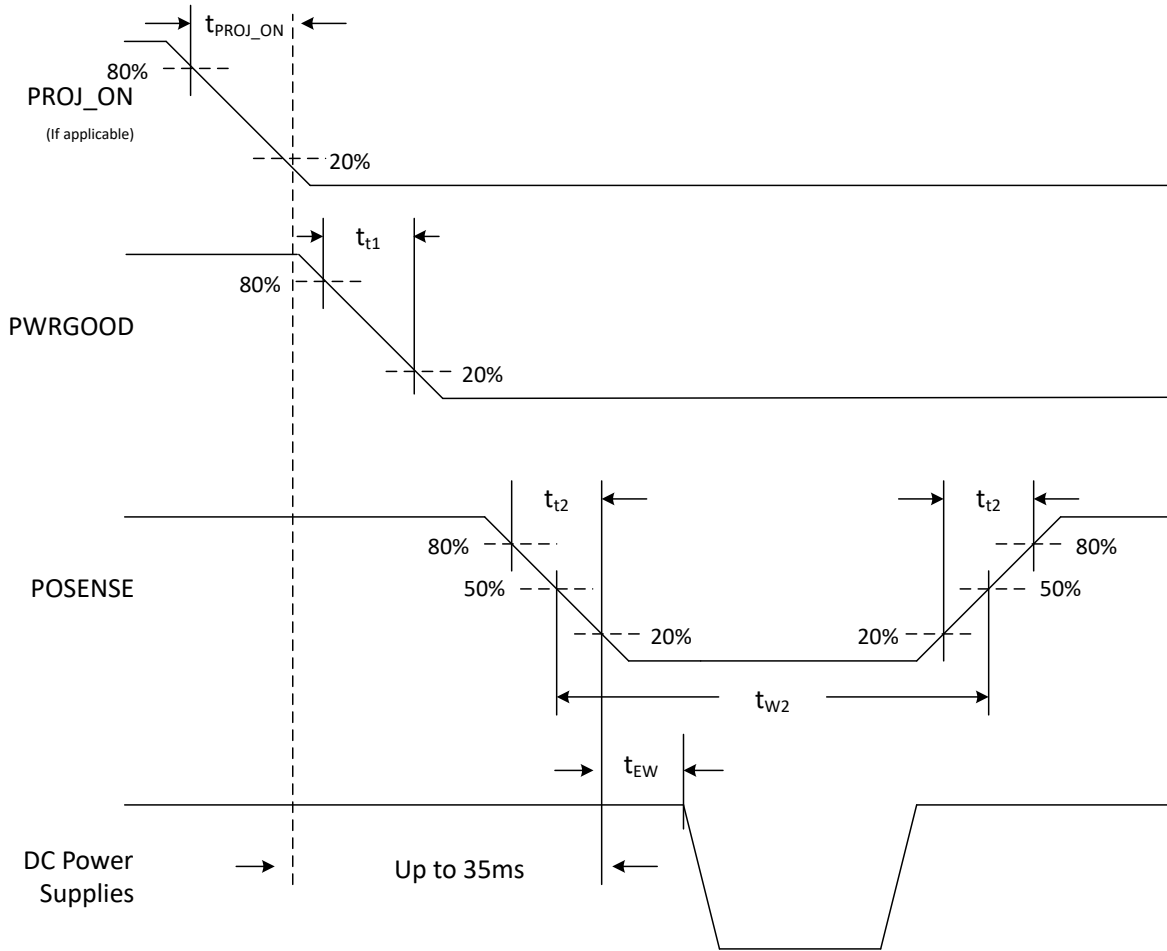 tPROJ_ON
80%
PROJ_ON
(If applicable)
20%
tt1
80%
PWRGOOD
20%
tt2
tt2
80%
80%
50%
50%
POSENSE
20%
20%
tW2
tEW
DC Power
Up to 35ms
Supplies